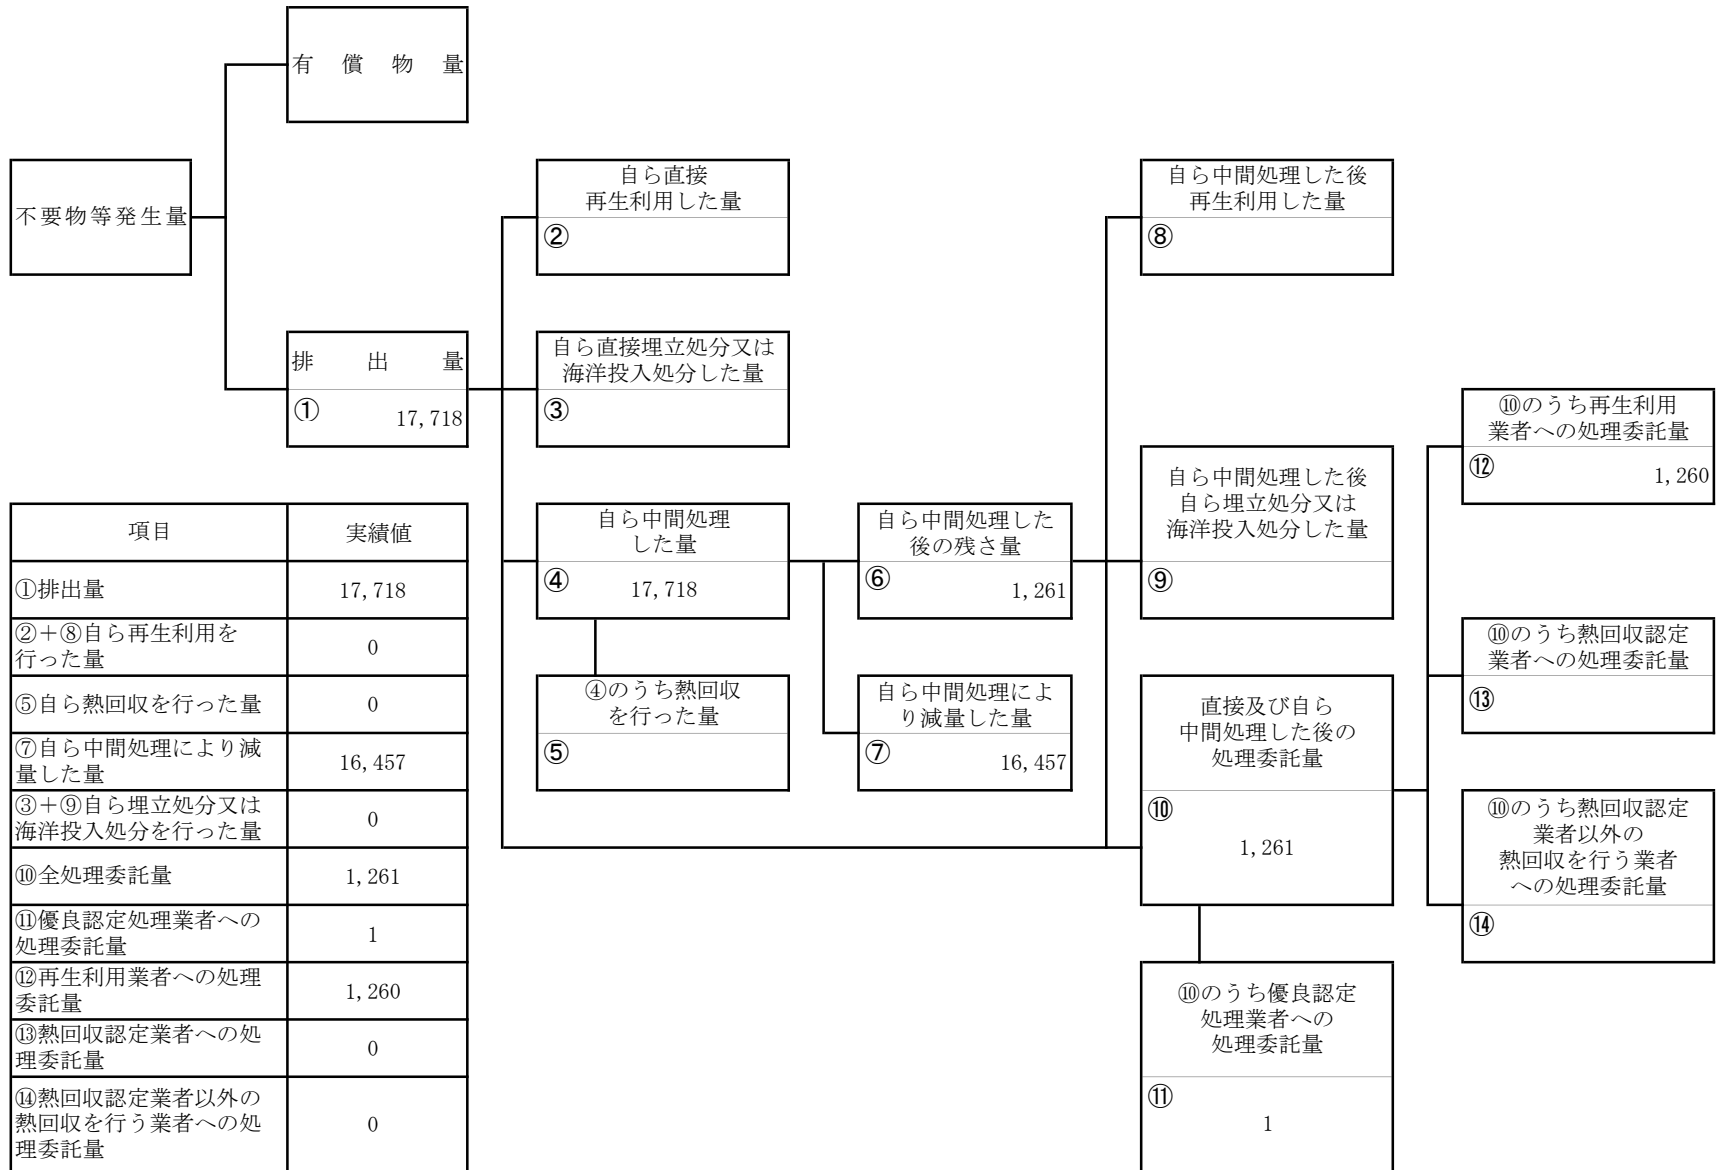 有償物量
不要物等発生量
排出量
①
17,718
自ら直接
再生利用した量
②
自ら直接埋立処分又は
海洋投入処分した量
③
自ら中間処理
した量
④
17,718
④のうち熱回収
を行った量
⑤
自ら中間処理した
後の残さ量
⑥
1,261
自ら中間処理によ
り減量した量
⑦
16,457
自ら中間処理した後
再生利用した量
⑧
自ら中間処理した後
自ら埋立処分又は
海洋投入処分した量
⑨
直接及び自ら
中間処理した後の
処理委託量
⑩
1,261
⑩のうち優良認定
処理業者への
処理委託量
⑪
1
⑩のうち再生利用
業者への処理委託量
⑫
1,260
⑩のうち熱回収認定
業者への処理委託量
⑬
⑩のうち熱回収認定
業者以外の
熱回収を行う業者
への処理委託量
⑭
項目
実績値
①排出量
17,718
②＋⑧自ら再生利用を
行った量
0
⑤自ら熱回収を行った量
0
⑦自ら中間処理により減
量した量
16,457
③＋⑨自ら埋立処分又は
海洋投入処分を行った量
0
⑩全処理委託量
1,261
⑪優良認定処理業者への
処理委託量
1
⑫再生利用業者への処理
委託量
1,260
⑬熱回収認定業者への処
理委託量
0
⑭熱回収認定業者以外の
熱回収を行う業者への処
理委託量
0